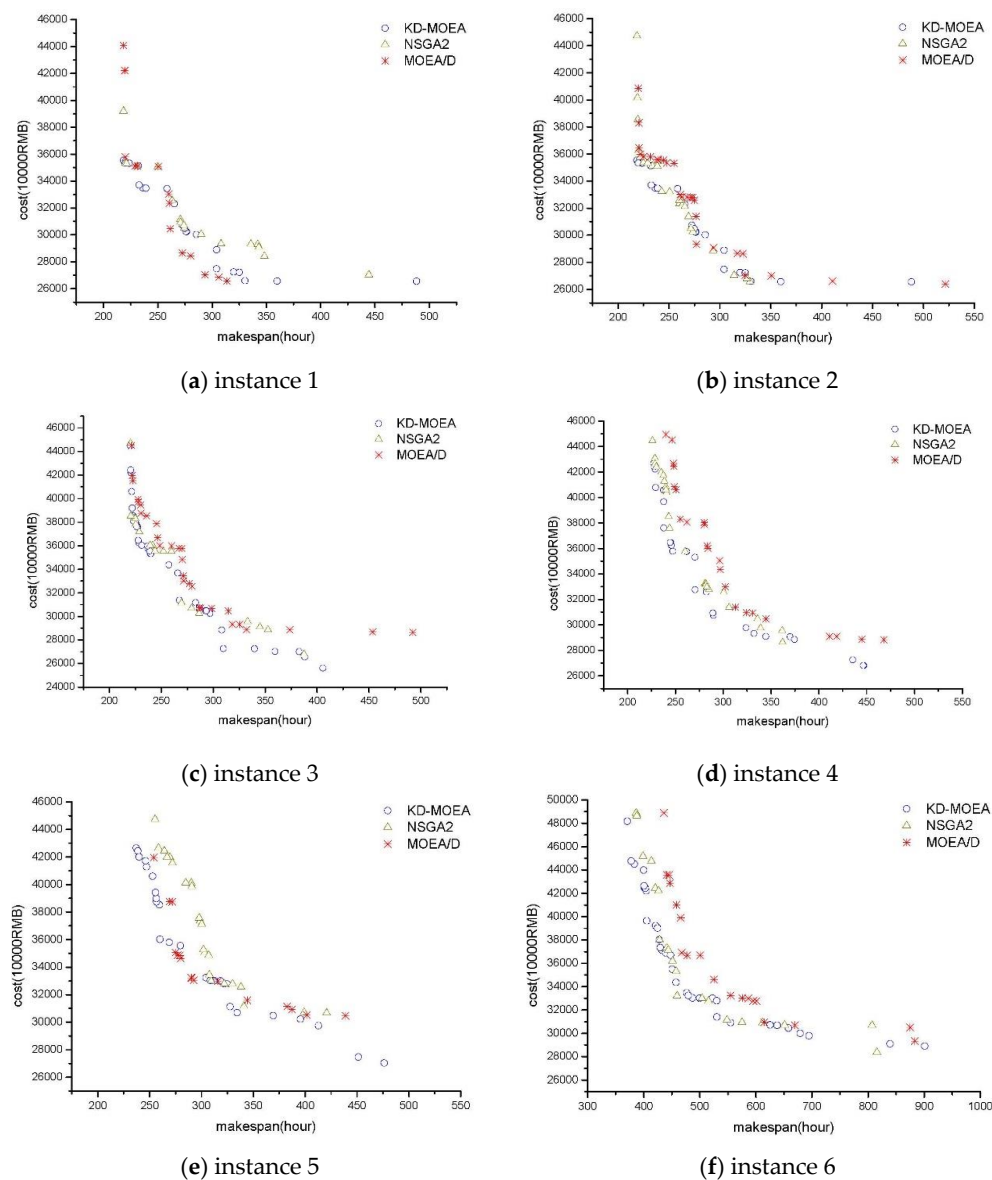 46000
44000
42000
40000
38000
36000
34000
32000
30000
28000
26000
cost(10000RMB)
200 250 300 350 400 450 500
makespan(hour)
KD-MOEA
NSGA2
MOEA/D
(a) instance 1
46000
44000
42000
40000
38000
36000
34000
32000
30000
28000
26000
cost(10000RMB)
200 250 300 350 400 450 500 550
makespan(hour)
KD-MOEA
NSGA2
MOEA/D
(b) instance 2
46000
44000
42000
40000
38000
36000
34000
32000
30000
28000
26000
24000
cost(10000RMB)
200 250 300 350 400 450 500
makespan(hour)
KD-MOEA
NSGA2
MOEA/D
(c) instance 3
46000
44000
42000
40000
38000
36000
34000
32000
30000
28000
26000
cost(10000RMB)
200 250 300 350 400 450 500 550
makespan(hour)
KD-MOEA
NSGA2
MOEA/D
(d) instance 4
46000
44000
42000
40000
38000
36000
34000
32000
30000
28000
26000
cost(10000RMB)
200 250 300 350 400 450 500 550
makespan(hour)
KD-MOEA
NSGA2
MOEA/D
(e) instance 5
50000
48000
46000
44000
42000
40000
38000
36000
34000
32000
30000
28000
26000
cost(10000RMB)
300 400 500 600 700 800 900 1000
makespan(hour)
KD-MOEA
NSGA2
MOEA/D
(f) instance 6